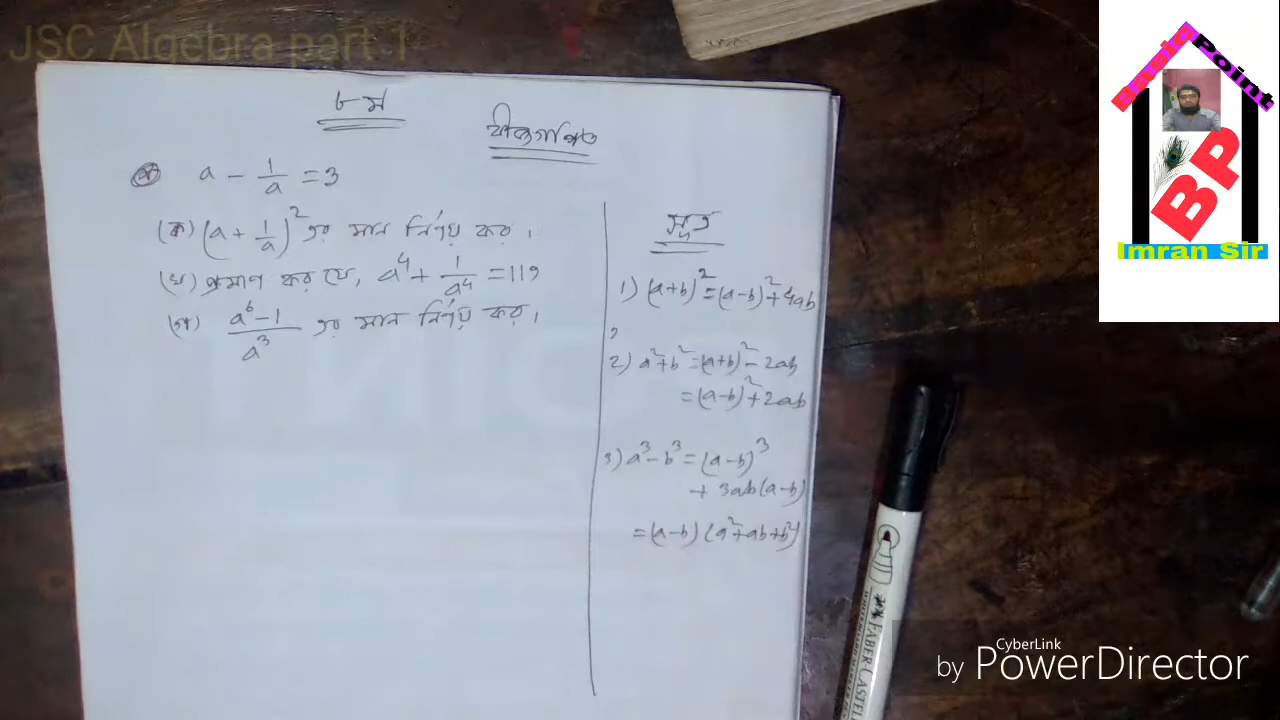 JSC Algebra part 1
৮ম
বীজগণিত
a - 1/a = 3
(ক) (a + 1/a)² এর মান নির্ণয় কর।
(খ) প্রমাণ কর যে, a⁴ + 1/a⁴ = 119
(গ) a⁶-1/a³ এর মান নির্ণয় কর।
সূত্র
1) (a+b)² = (a-b)² + 4ab
2) a²+b² = (a+b)² - 2ab
= (a-b)² + 2ab
3) a³-b³ = (a-b)³
+ 3ab(a-b)
= (a-b) (a²+ab+b²)
Basic Point
BP
Imran Sir
FABER CASTEL
CyberLink
by PowerDirector